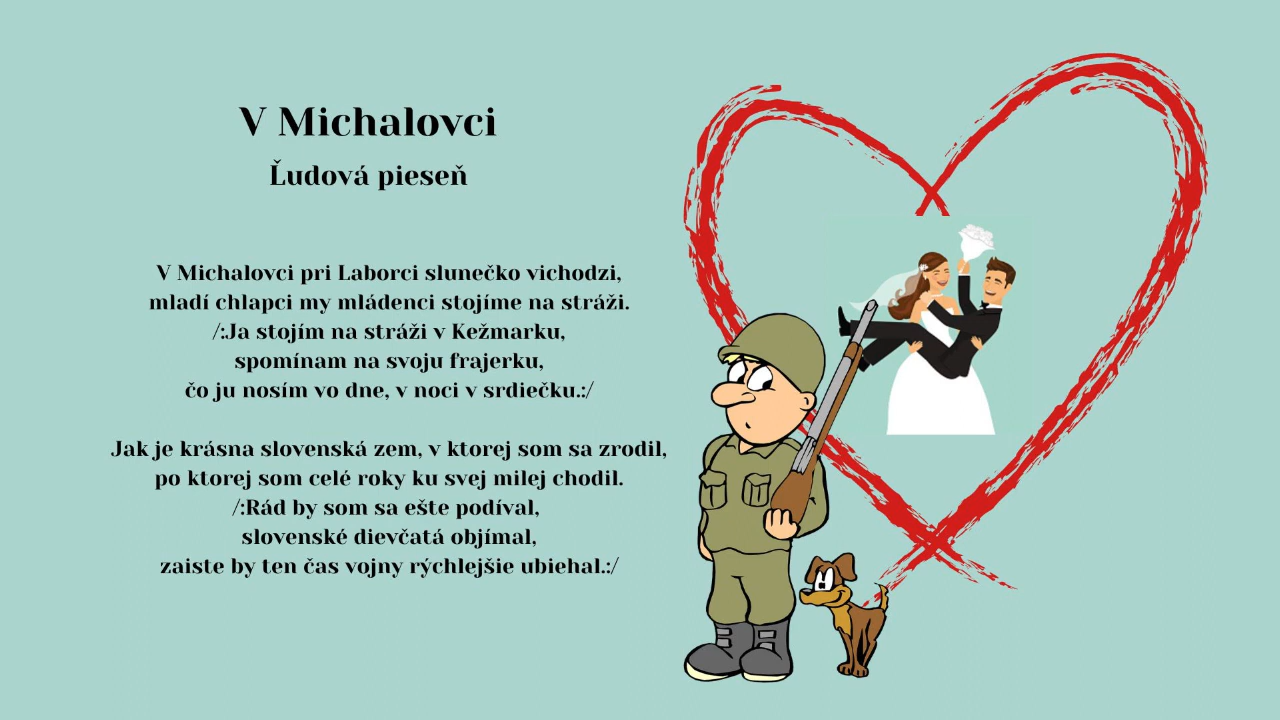 V Michalovci
Ľudová pieseň
V Michalovci pri Laborci slunečko vichodzi,
mladí chlapci my mládenci stojíme na stráži.
/:Ja stojím na stráži v Kežmarku,
spomínam na svoju frajerku,
čo ju nosím vo dne, v noci v srdiečku.:/
Jak je krásna slovenská zem, v ktorej som sa zrodil,
po ktorej som celé roky ku svej milej chodil.
/:Rád by som sa ešte podíval,
slovenské dievčatá objímal,
zaiste by ten čas vojny rýchlejšie ubiehal.:/